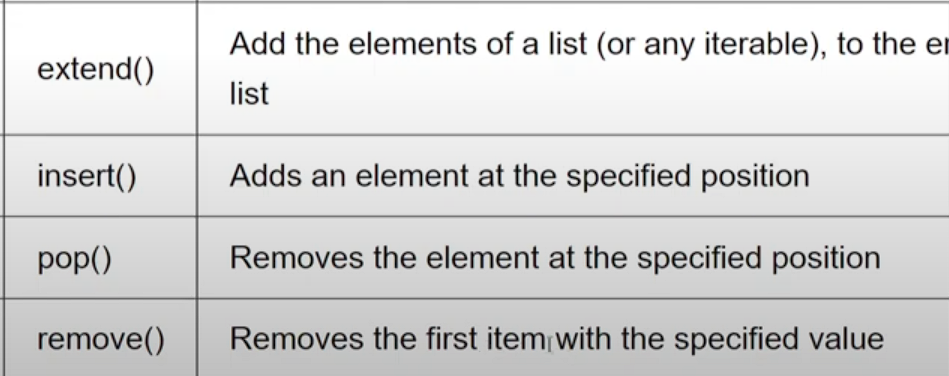 extend()
Add the elements of a list (or any iterable), to the
list
insert()
Adds an element at the specified position
pop()
Removes the element at the specified position
remove()
Removes the first item with the specified value